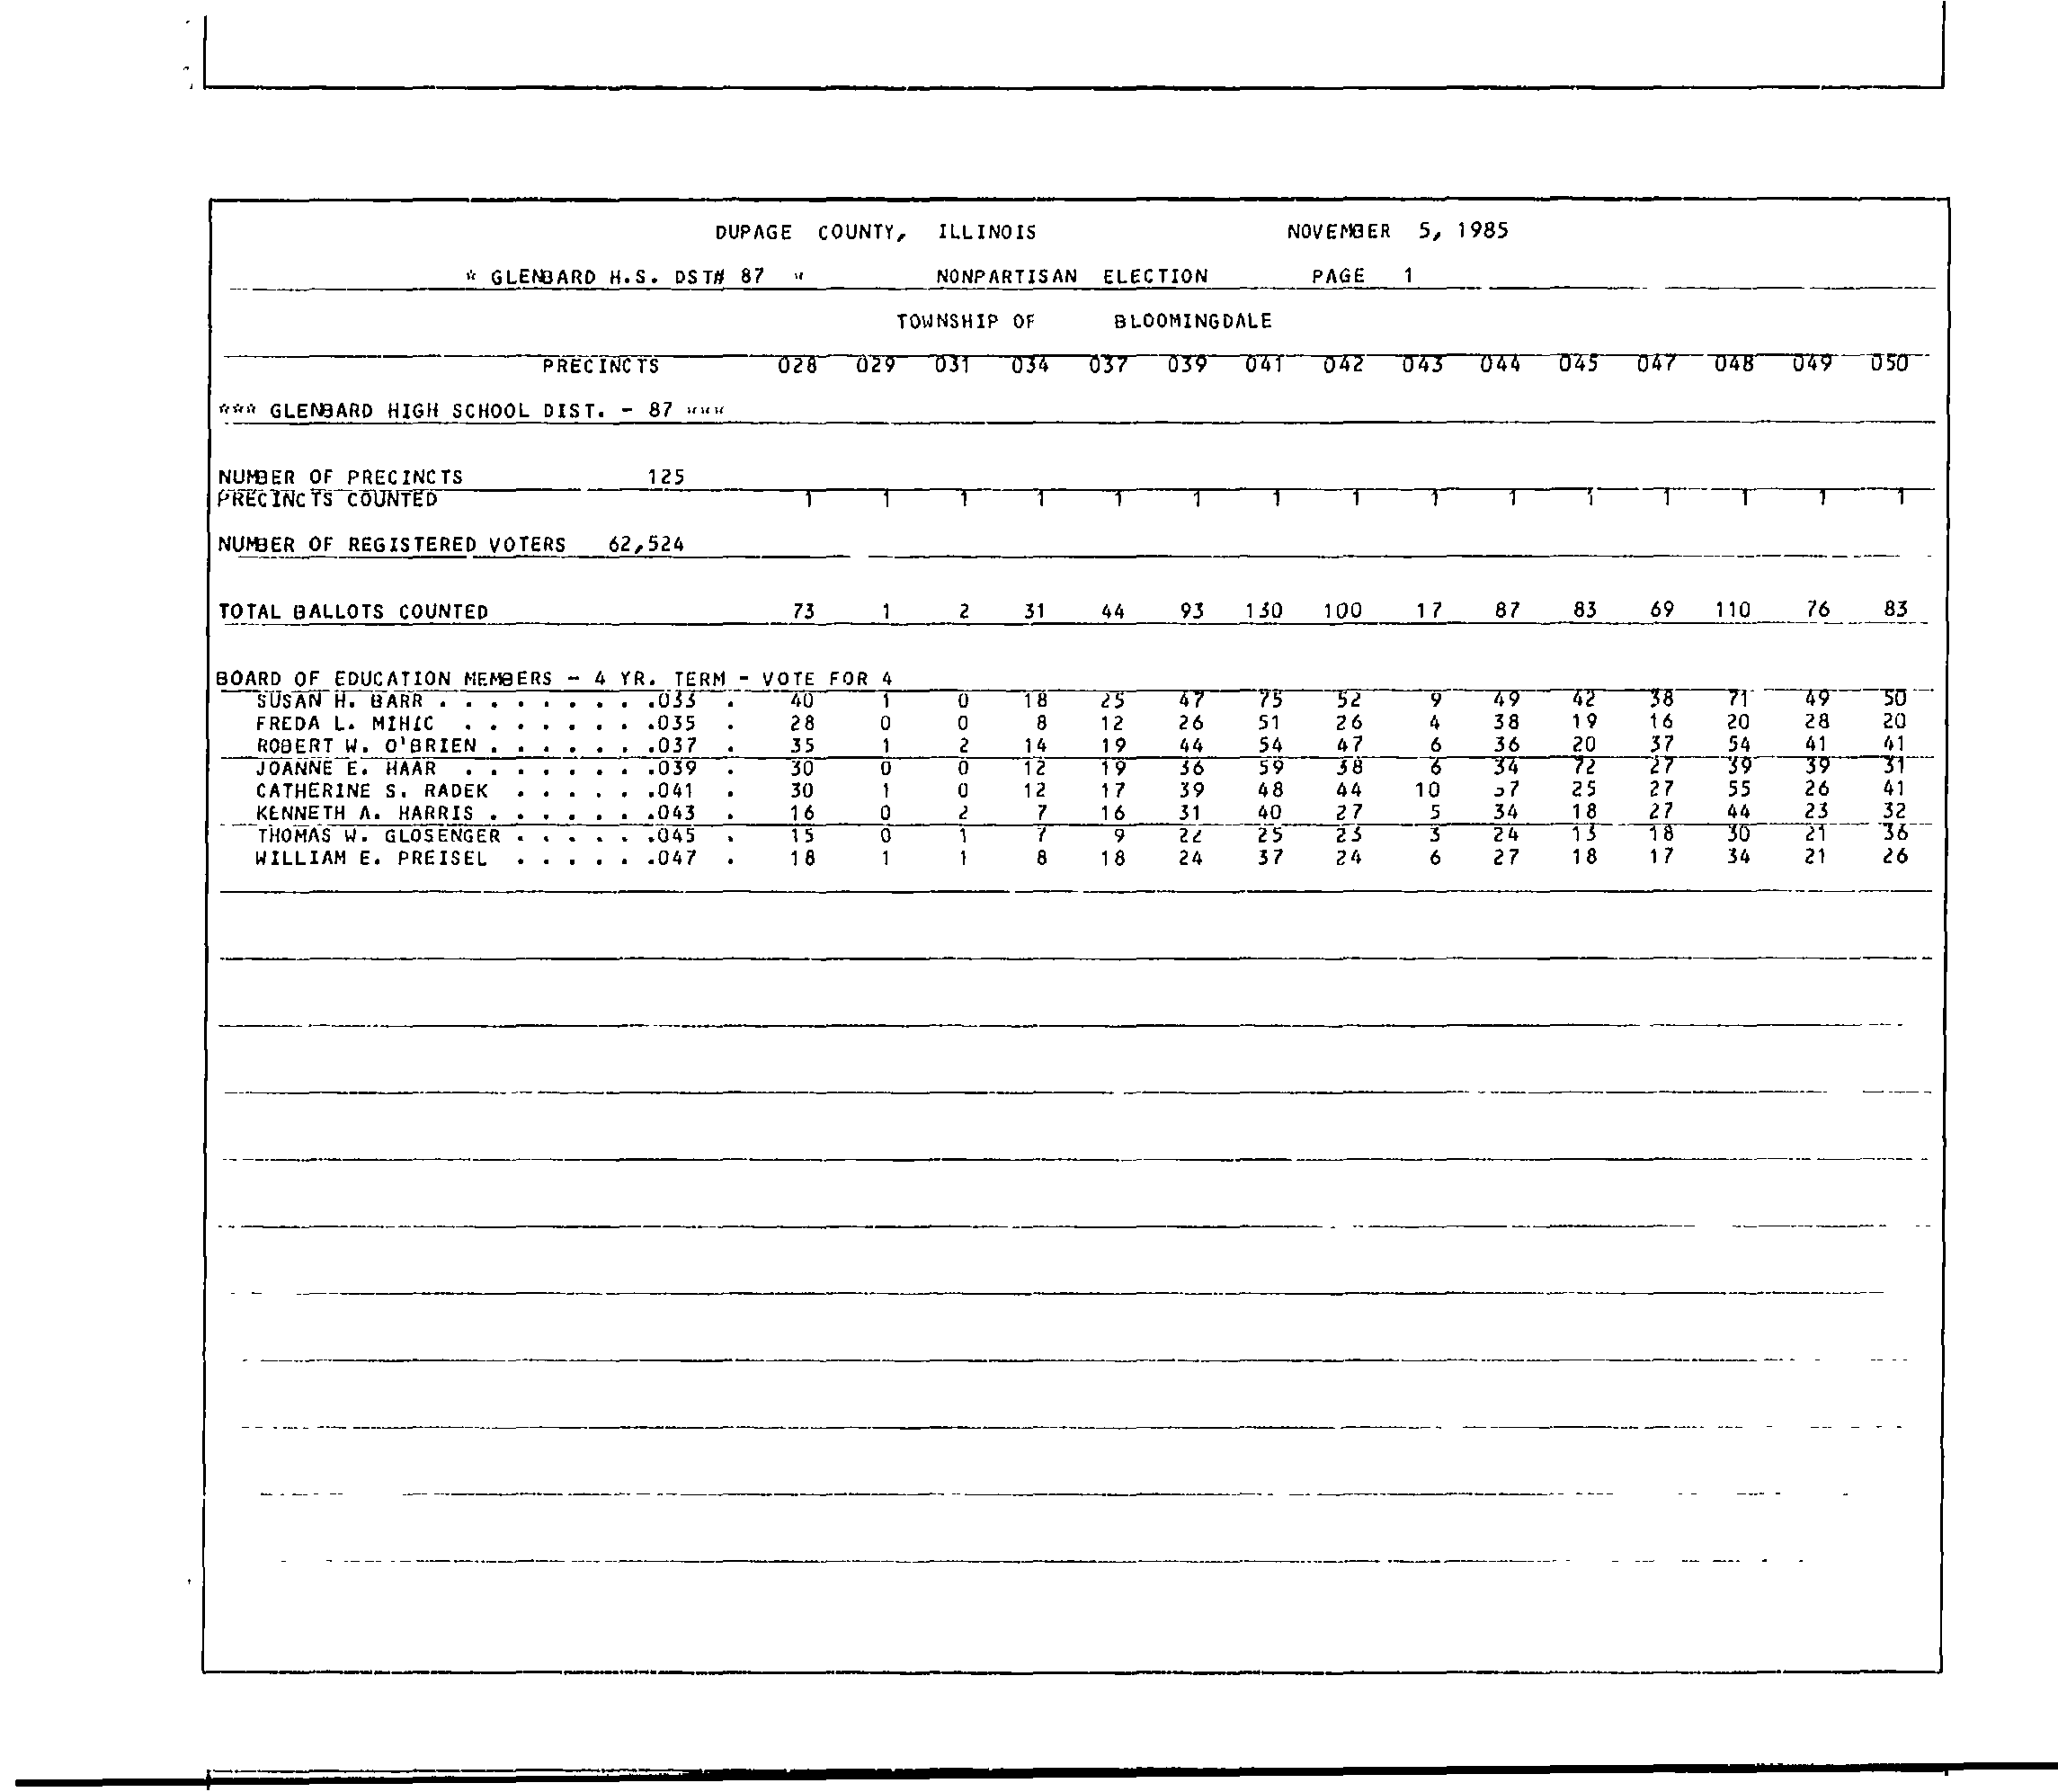 DUPAGE COUNTY, ILLINOIS NOVEMBER 5, 1985
* GLENBARD H.S. DST# 87 * NONPARTISAN ELECTION PAGE 1
TOWNSHIP OF BLOOMINGDALE
PRECINCTS 028 029 031 034 037 039 041 042 043 044 045 047 048 049 050
*** GLENBARD HIGH SCHOOL DIST. - 87 ***
NUMBER OF PRECINCTS 125
PRECINCTS COUNTED 1 1 1 1 1 1 1 1 1 1 1 1 1 1 1
NUMBER OF REGISTERED VOTERS 62,524
TOTAL BALLOTS COUNTED 73 1 2 31 44 93 130 100 17 87 83 69 110 76 83
BOARD OF EDUCATION MEMBERS - 4 YR. TERM - VOTE FOR 4
SUSAN H. BARR . . . . . . . . .033 . 40 1 0 18 25 47 75 52 9 49 42 38 71 49 50
FREDA L. MIHIC . . . . . . . .035 . 28 0 0 8 12 26 51 26 4 38 19 16 20 28 20
ROBERT W. O'BRIEN . . . . . . .037 . 35 1 2 14 19 44 54 47 6 36 20 37 54 41 41
JOANNE E. HAAR . . . . . . . .039 . 30 0 0 12 19 36 59 38 6 34 72 27 39 39 31
CATHERINE S. RADEK . . . . . .041 . 30 1 0 12 17 39 48 44 10 37 25 27 55 26 41
KENNETH A. HARRIS . . . . . . .043 . 16 0 2 7 16 31 40 27 5 34 18 27 44 23 32
THOMAS W. GLOSENGER . . . . . .045 . 15 0 1 7 9 22 25 23 3 24 13 18 30 21 36
WILLIAM E. PREISEL . . . . . .047 . 18 1 1 8 18 24 37 24 6 27 18 17 34 21 26